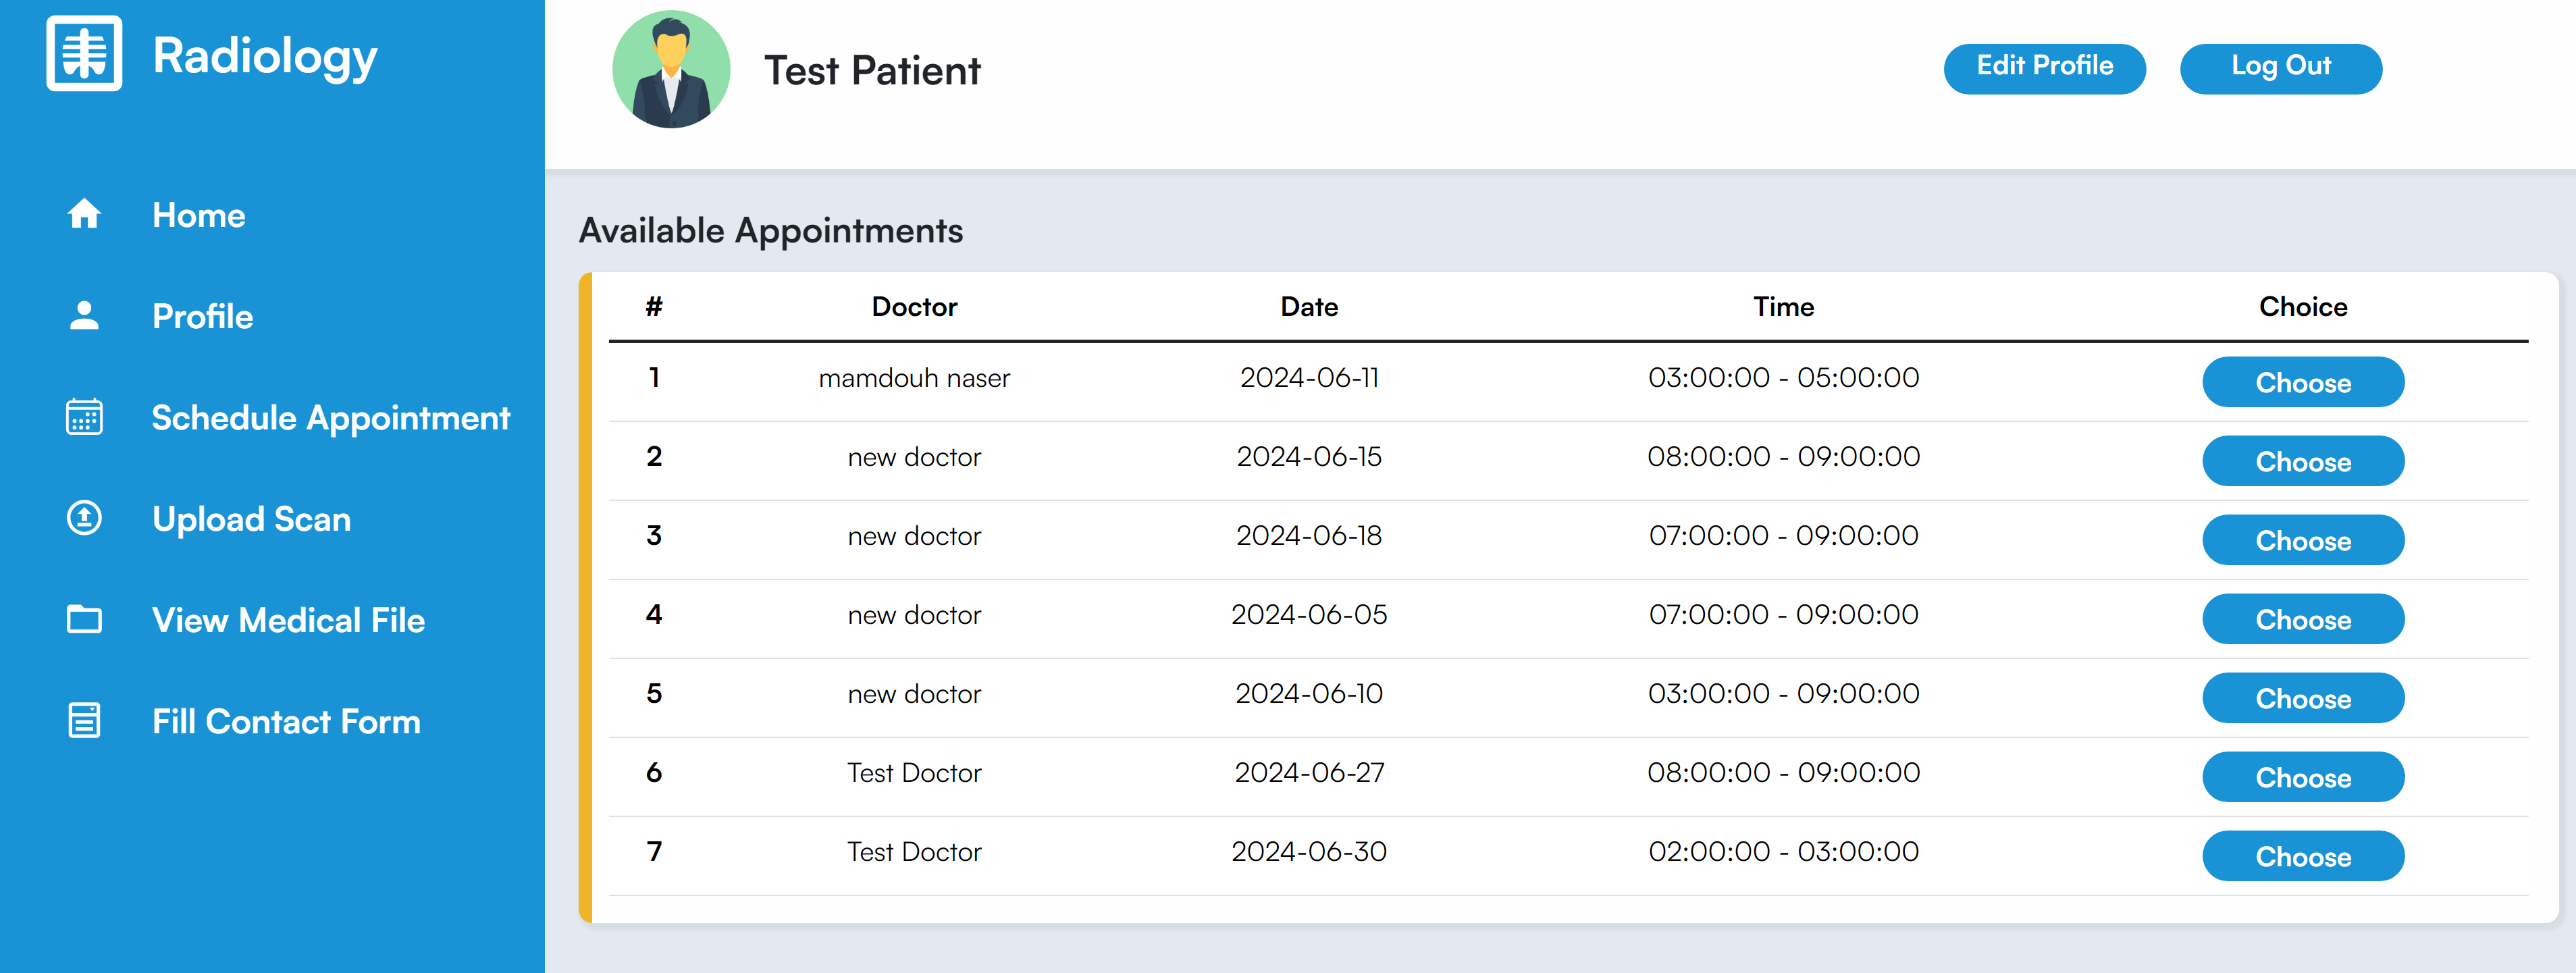 Radiology
Home
Profile
Schedule Appointment
Upload Scan
View Medical File
Fill Contact Form
Test Patient
Edit Profile
Log Out
Available Appointments
# Doctor Date Time Choice
1 mamdouh naser 2024-06-11 03:00:00 - 05:00:00 Choose
2 new doctor 2024-06-15 08:00:00 - 09:00:00 Choose
3 new doctor 2024-06-18 07:00:00 - 09:00:00 Choose
4 new doctor 2024-06-05 07:00:00 - 09:00:00 Choose
5 new doctor 2024-06-10 03:00:00 - 09:00:00 Choose
6 Test Doctor 2024-06-27 08:00:00 - 09:00:00 Choose
7 Test Doctor 2024-06-30 02:00:00 - 03:00:00 Choose